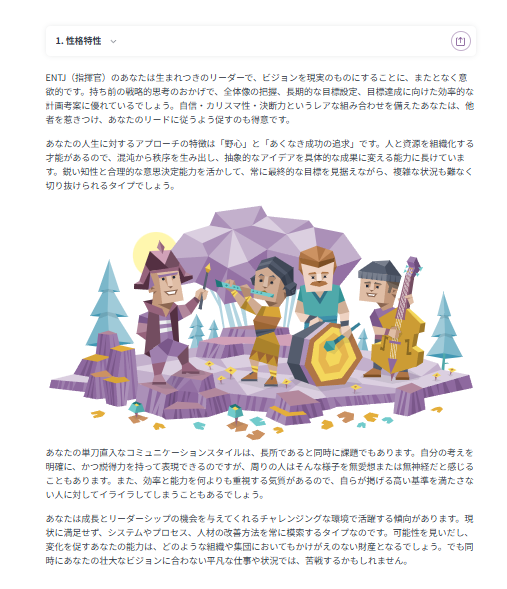 1. 性格特性
ENTJ（指揮官）のあなたは生まれつきのリーダーで、ビジョンを現実のものにすることに、またとなく意
欲的です。持ち前の戦略的思考のおかげで、全体像の把握、長期的な目標設定、目標達成に向けた効率的な
計画考案に優れているでしょう。自信・カリスマ性・決断力というレアな組み合わせを備えたあなたは、他
者を惹きつけ、あなたのリードに従うよう促すのも得意です。
あなたの人生に対するアプローチの特徴は「野心」と「あくなき成功の追求」です。人と資源を組織化する
才能があるので、混沌から秩序を生み出し、抽象的なアイデアを具体的な成果に変える能力に長けていま
す。鋭い知性と合理的な意思決定能力を活かして、常に最終的な目標を見据えながら、複雑な状況も難なく
切り抜けられるタイプでしょう。
あなたの単刀直入なコミュニケーションスタイルは、長所であると同時に課題でもあります。自分の考えを
明確に、かつ説得力を持って表現できるのですが、周りの人はそんな様子を無愛想または無神経だと感じる
こともあります。また、効率と能力を何よりも重視する気質があるので、自らが掲げる高い基準を満たさな
い人に対してイライラしてしまうこともあるでしょう。
あなたは成長とリーダーシップの機会を与えてくれるチャレンジングな環境で活躍する傾向があります。現
状に満足せず、システムやプロセス、人材の改善方法を常に模索するタイプなのです。可能性を見いだし、
変化を促すあなたの能力は、どのような組織や集団においてもかけがえのない財産となるでしょう。でも同
時にあなたの壮大なビジョンに合わない平凡な仕事や状況では、苦戦するかもしれません。